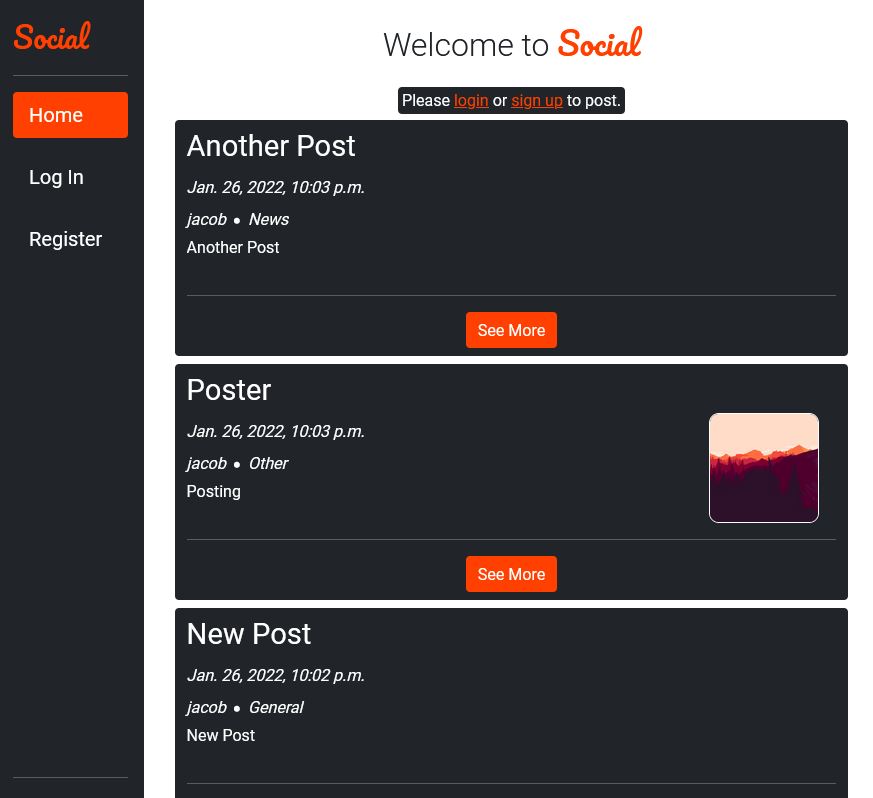 Social
Home
Log In
Register
Welcome to Social
Please login or sign up to post.
Another Post
Jan. 26, 2022, 10:03 p.m.
jacob ● News
Another Post
See More
Poster
Jan. 26, 2022, 10:03 p.m.
jacob ● Other
Posting
See More
New Post
Jan. 26, 2022, 10:02 p.m.
jacob ● General
New Post